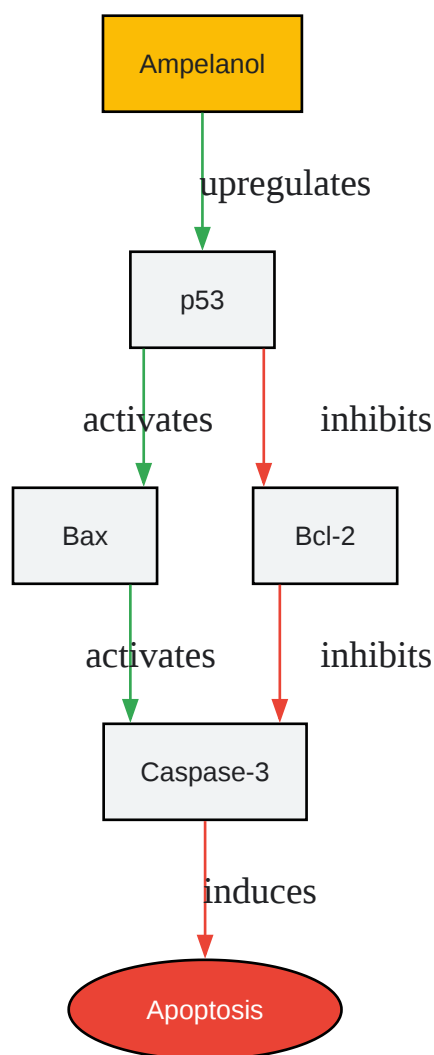 Ampelanol
upregulates
p53
activates
inhibits
Bax
Bcl-2
activates
inhibits
Caspase-3
induces
Apoptosis